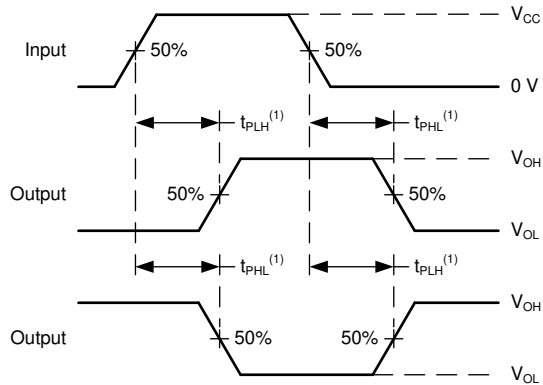 V_CC
Input 50% 50%
0 V
t_PLH^(1) t_PHL^(1)
V_OH
Output 50% 50%
V_OL
t_PHL^(1) t_PLH^(1)
V_OH
Output 50% 50%
V_OL